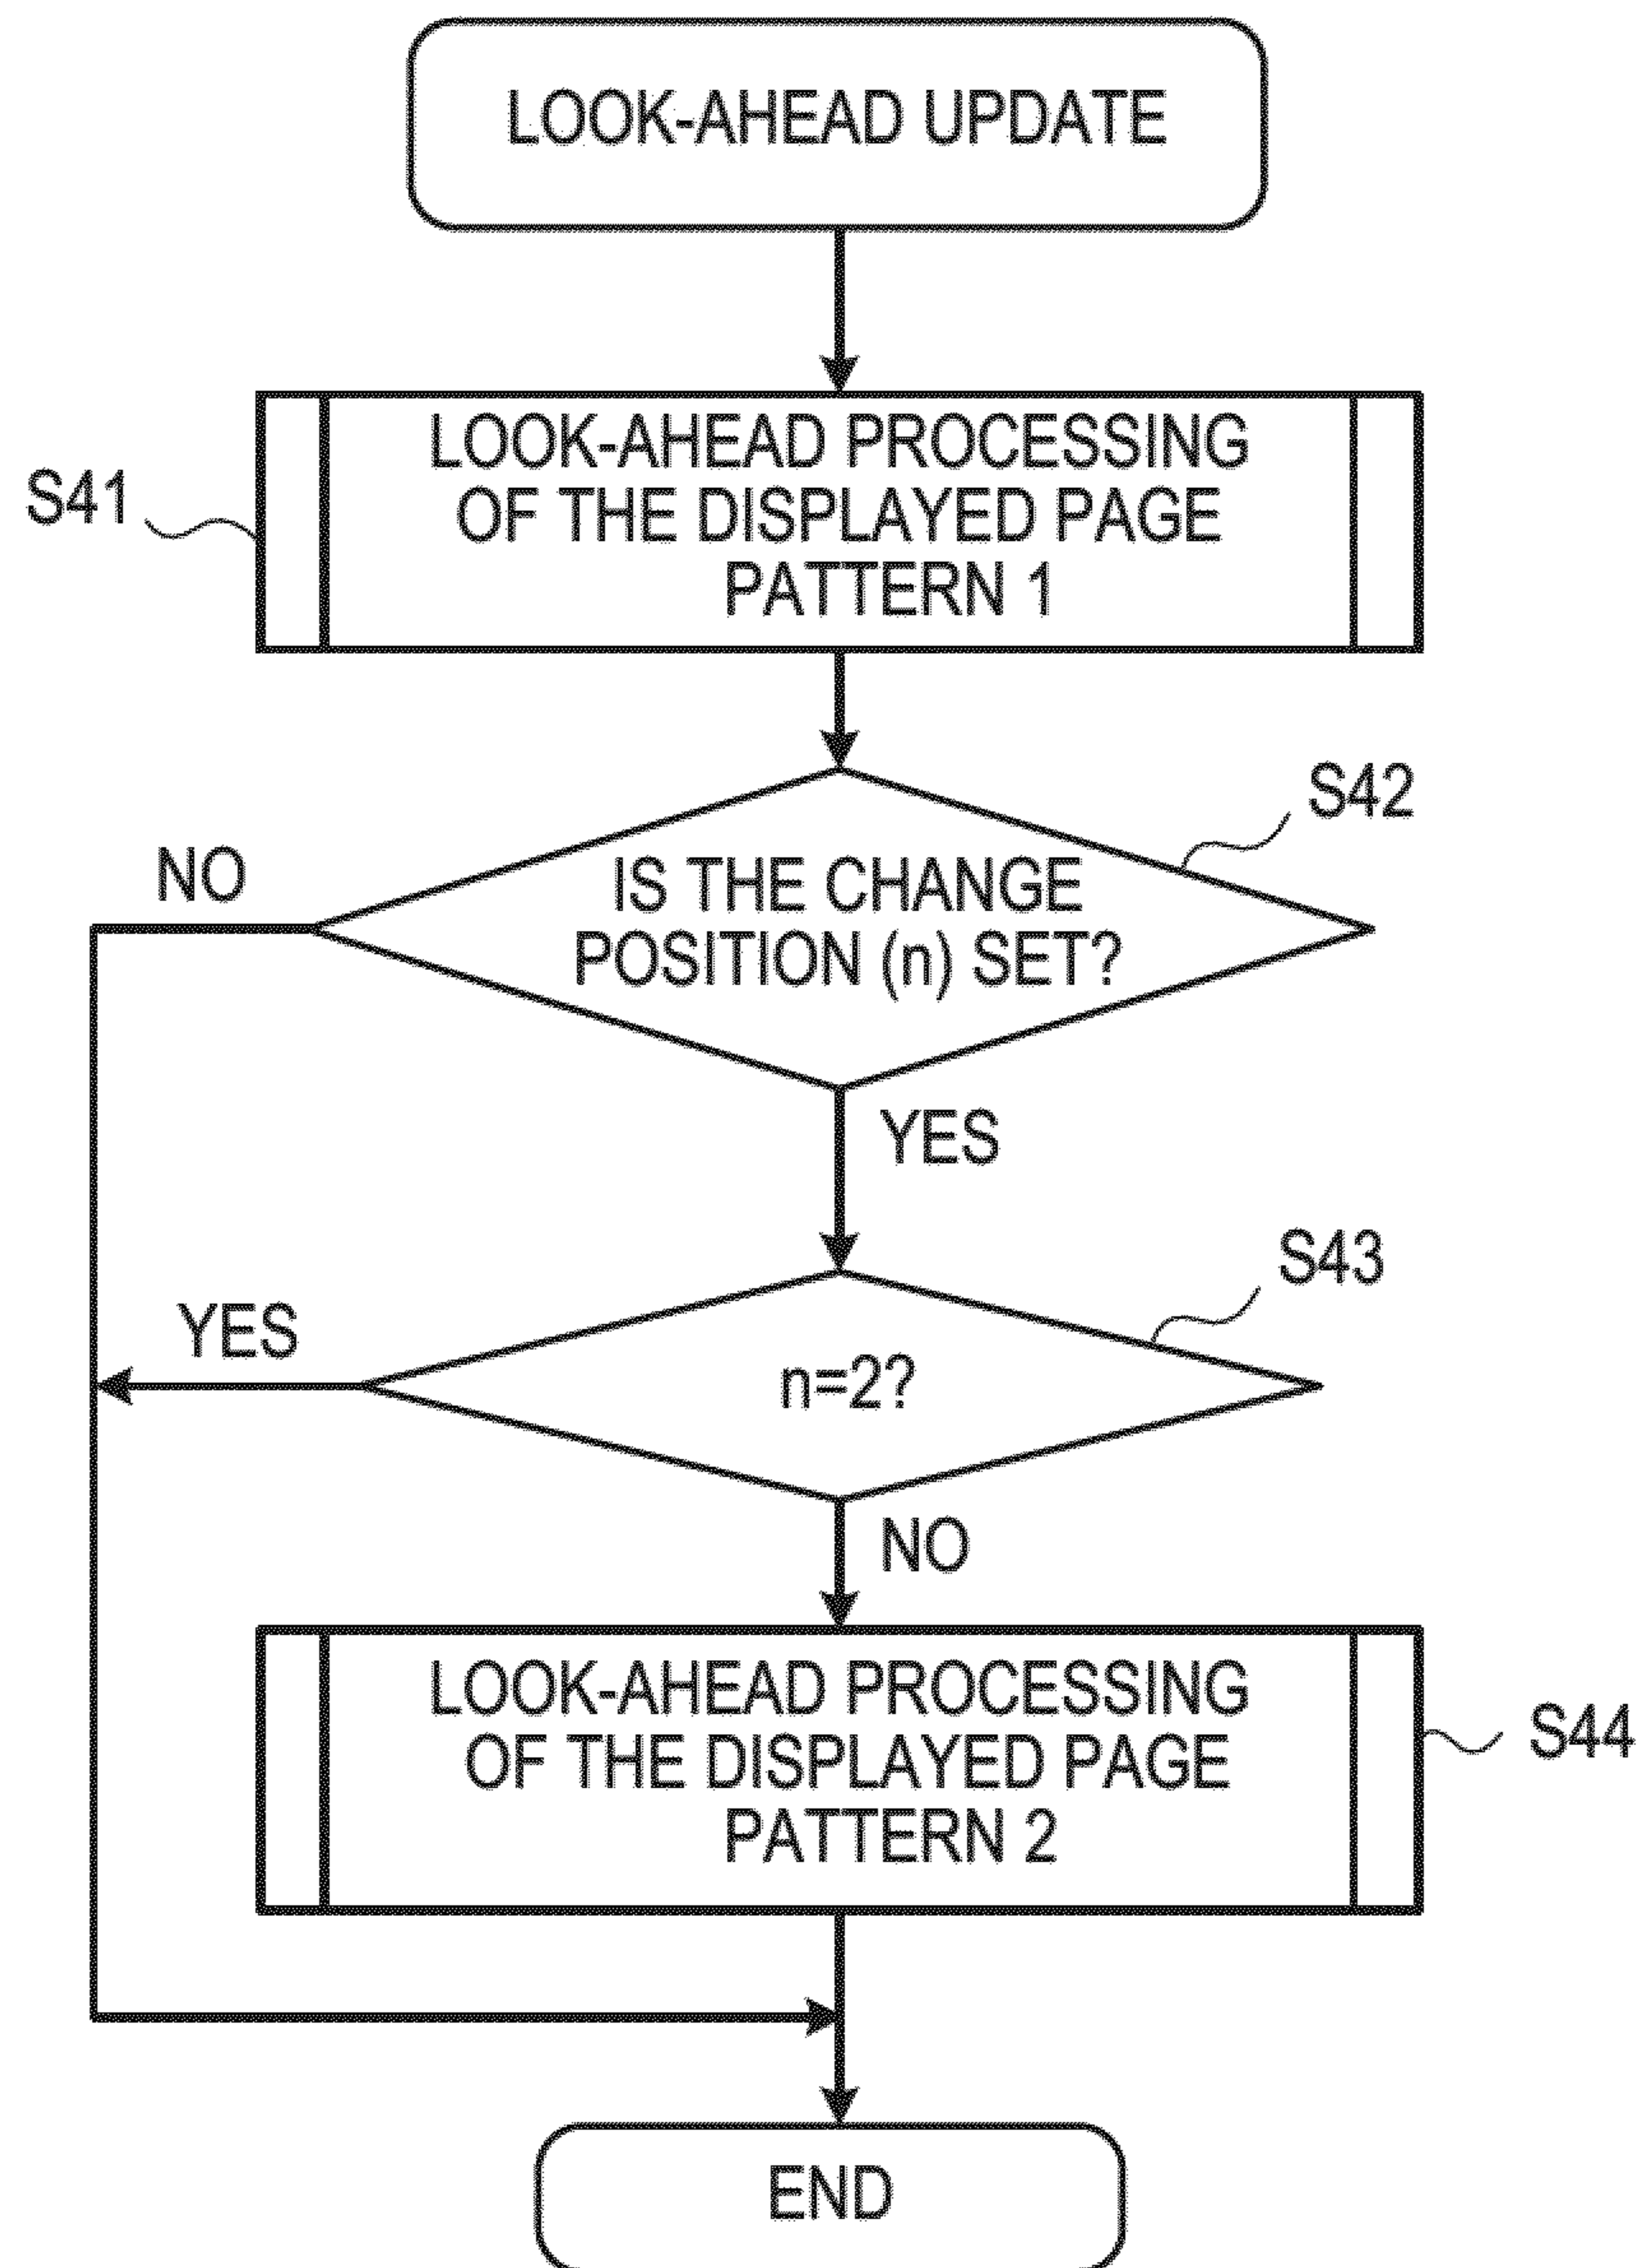 LOOK-AHEAD UPDATE
S41
LOOK-AHEAD PROCESSING
OF THE DISPLAYED PAGE
PATTERN 1
S42
NO
IS THE CHANGE
POSITION (n) SET?
YES
S43
YES
n=2?
NO
LOOK-AHEAD PROCESSING
OF THE DISPLAYED PAGE
PATTERN 2
S44
END